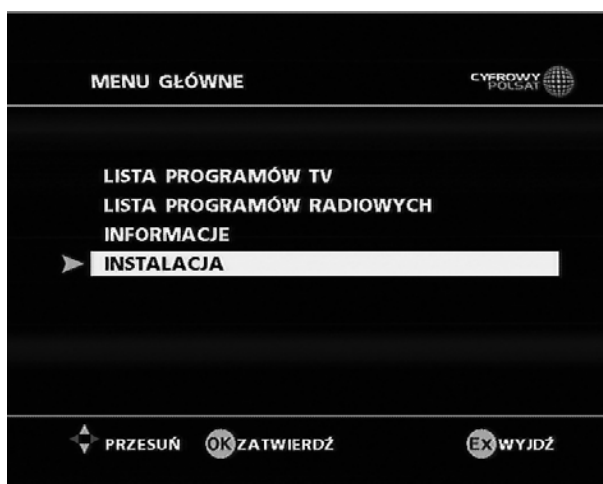 MENU GŁÓWNE CYFROWY POLSAT
LISTA PROGRAMÓW TV
LISTA PROGRAMÓW RADIOWYCH
INFORMACJE
INSTALACJA
PRZESUŃ OK ZATWIERDŹ EX WYJDŹ